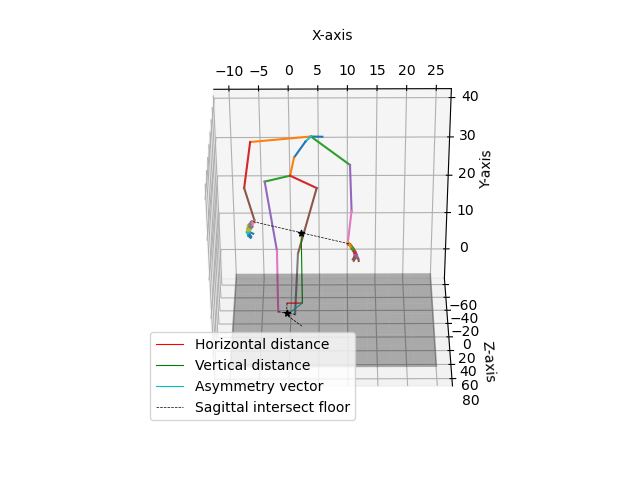 X-axis
−10 −5 0 5 10 15 20 25
40
30
Y-axis
20
10
0
−60
−40
−20
0
Z-axis
20
40
60
80
Horizontal distance
Vertical distance
Asymmetry vector
Sagittal intersect floor